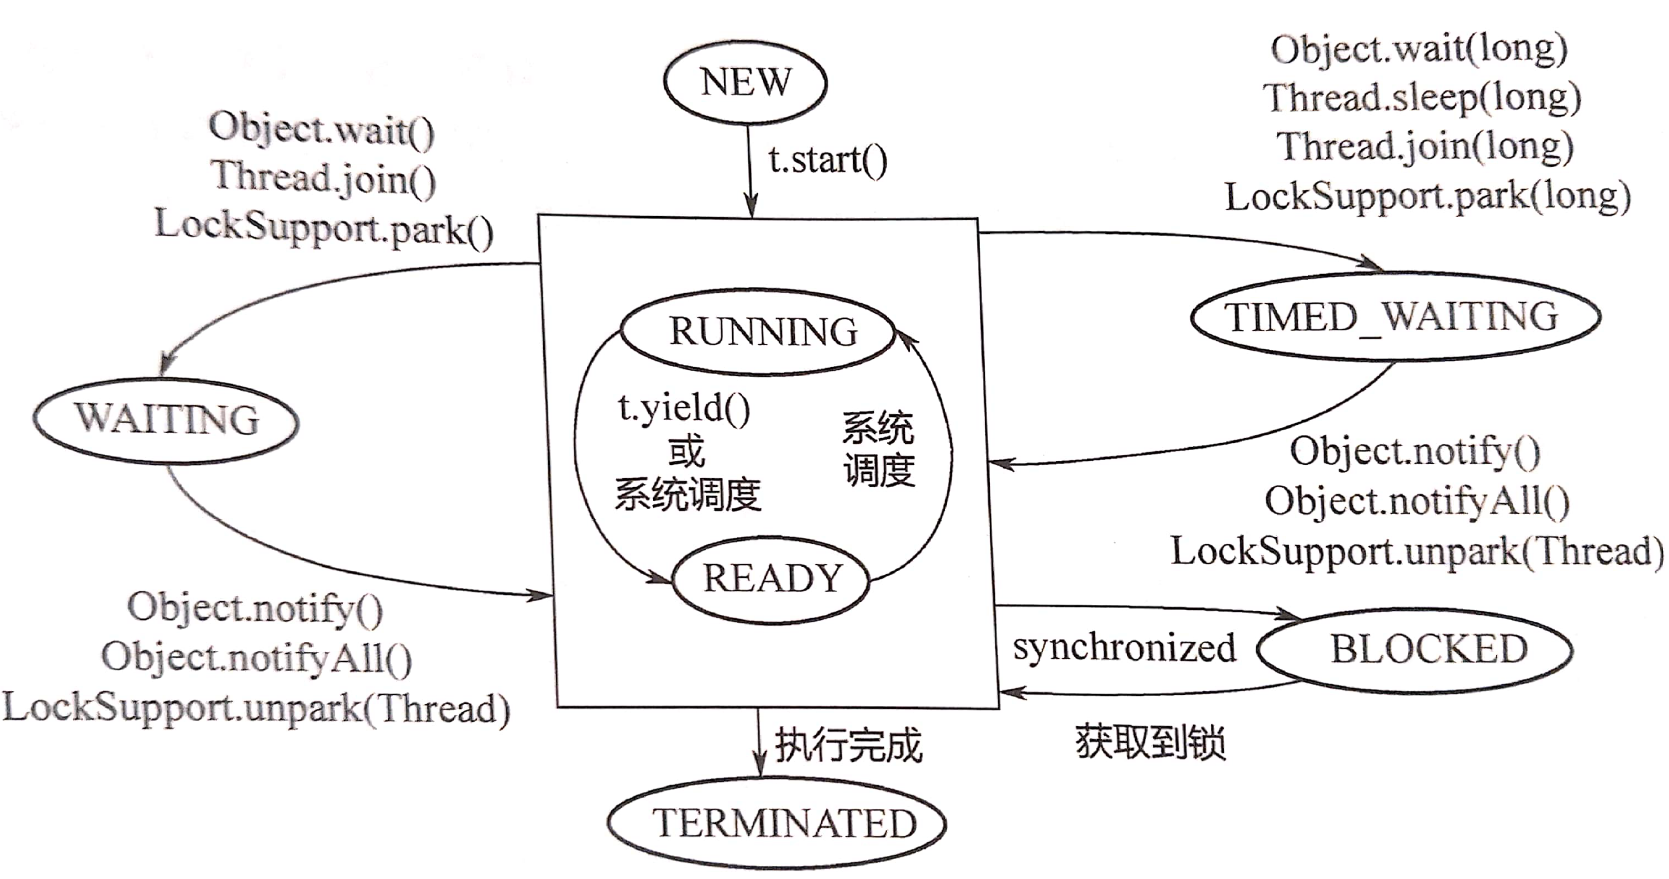 NEW
t.start()
Object.wait()
Thread.join()
LockSupport.park()
Object.wait(long)
Thread.sleep(long)
Thread.join(long)
LockSupport.park(long)
RUNNING
TIMED_WAITING
WAITING
t.yield()
或
系统调度
系统
调度
READY
Object.notify()
Object.notifyAll()
LockSupport.unpark(Thread)
Object.notify()
Object.notifyAll()
LockSupport.unpark(Thread)
synchronized
BLOCKED
获取到锁
执行完成
TERMINATED